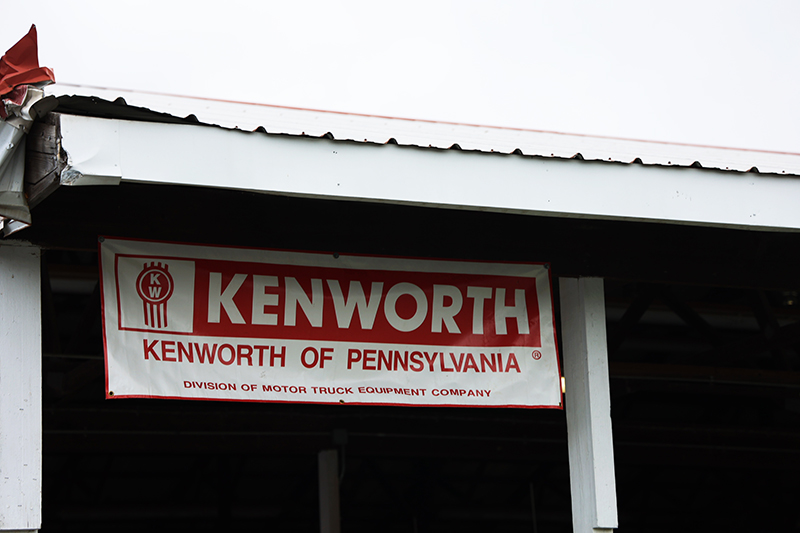 KW
KENWORTH
KENWORTH OF PENNSYLVANIA ®
DIVISION OF MOTOR TRUCK EQUIPMENT COMPANY